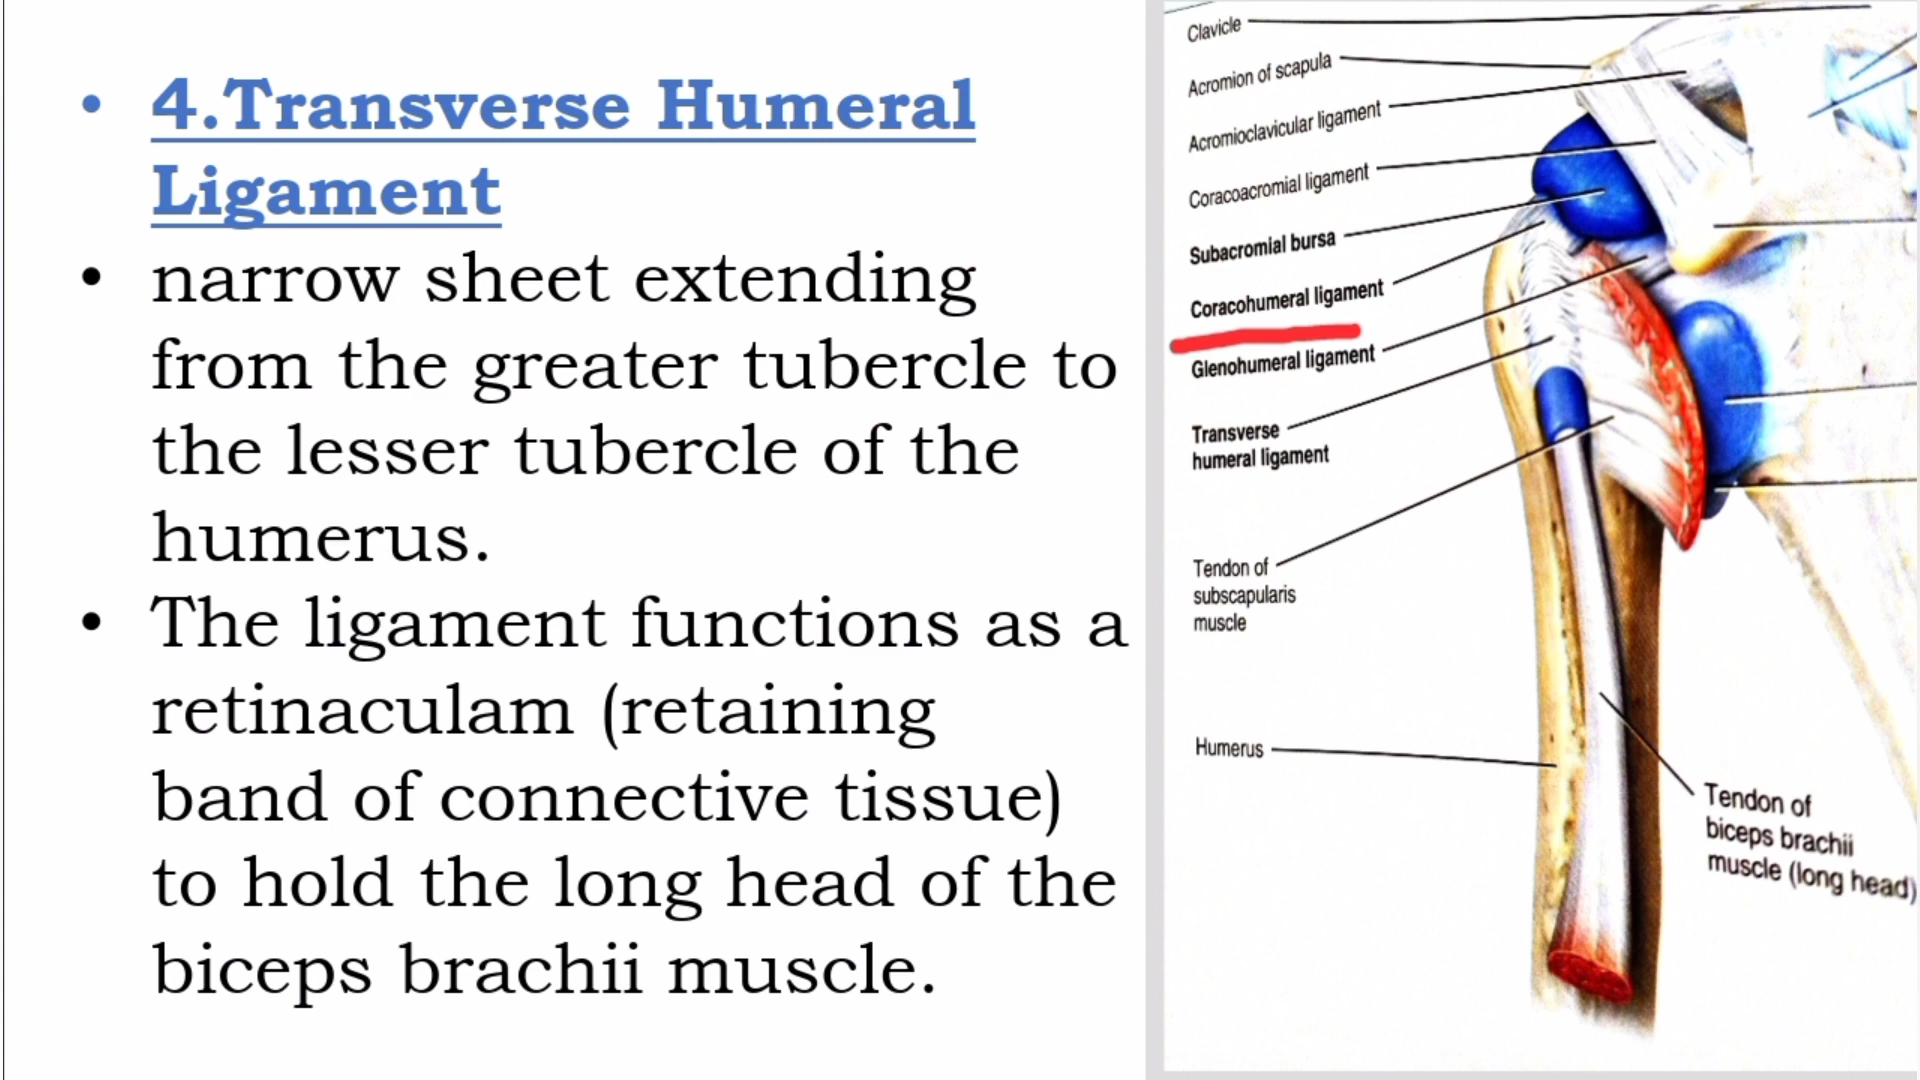 • 4.Transverse Humeral
Ligament
• narrow sheet extending
from the greater tubercle to
the lesser tubercle of the
humerus.
• The ligament functions as a
retinaculam (retaining
band of connective tissue)
to hold the long head of the
biceps brachii muscle.
Clavicle
Acromion of scapula
Acromioclavicular ligament
Coracoacromial ligament
Subacromial bursa
Coracohumeral ligament
Glenohumeral ligament
Transverse
humeral ligament
Tendon of
subscapularis
muscle
Humerus
Tendon of
biceps brachii
muscle (long head)